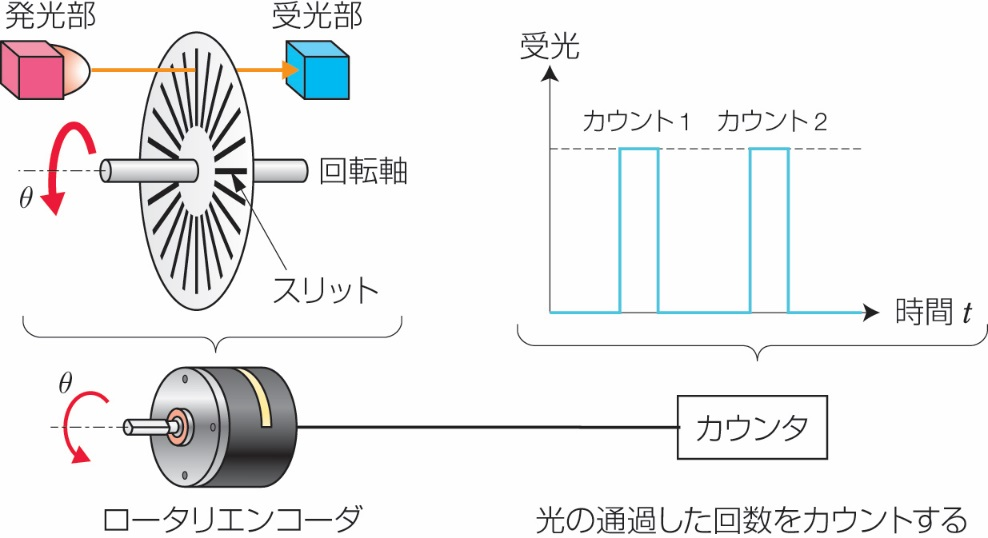 発光部
受光部
回転軸
θ
スリット
受光
カウント1
カウント2
時間 t
θ
カウンタ
ロータリエンコーダ
光の通過した回数をカウントする